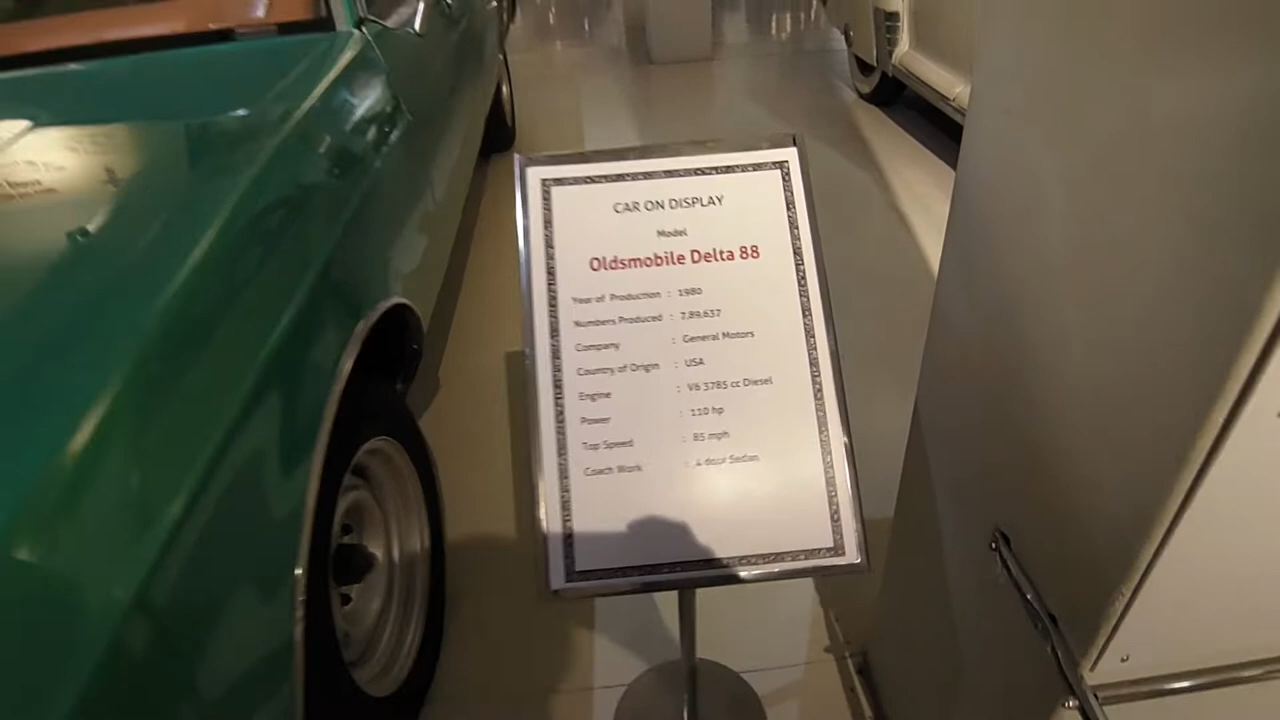 CAR ON DISPLAY
Model
Oldsmobile Delta 88
Year of Production : 1980
Numbers Produced : 7,89,637
Company : General Motors
Country of Origin : USA
Engine : V6 3785 cc Diesel
Power : 110 hp
Top Speed : 85 mph
Coach Work : 4 door Sedan